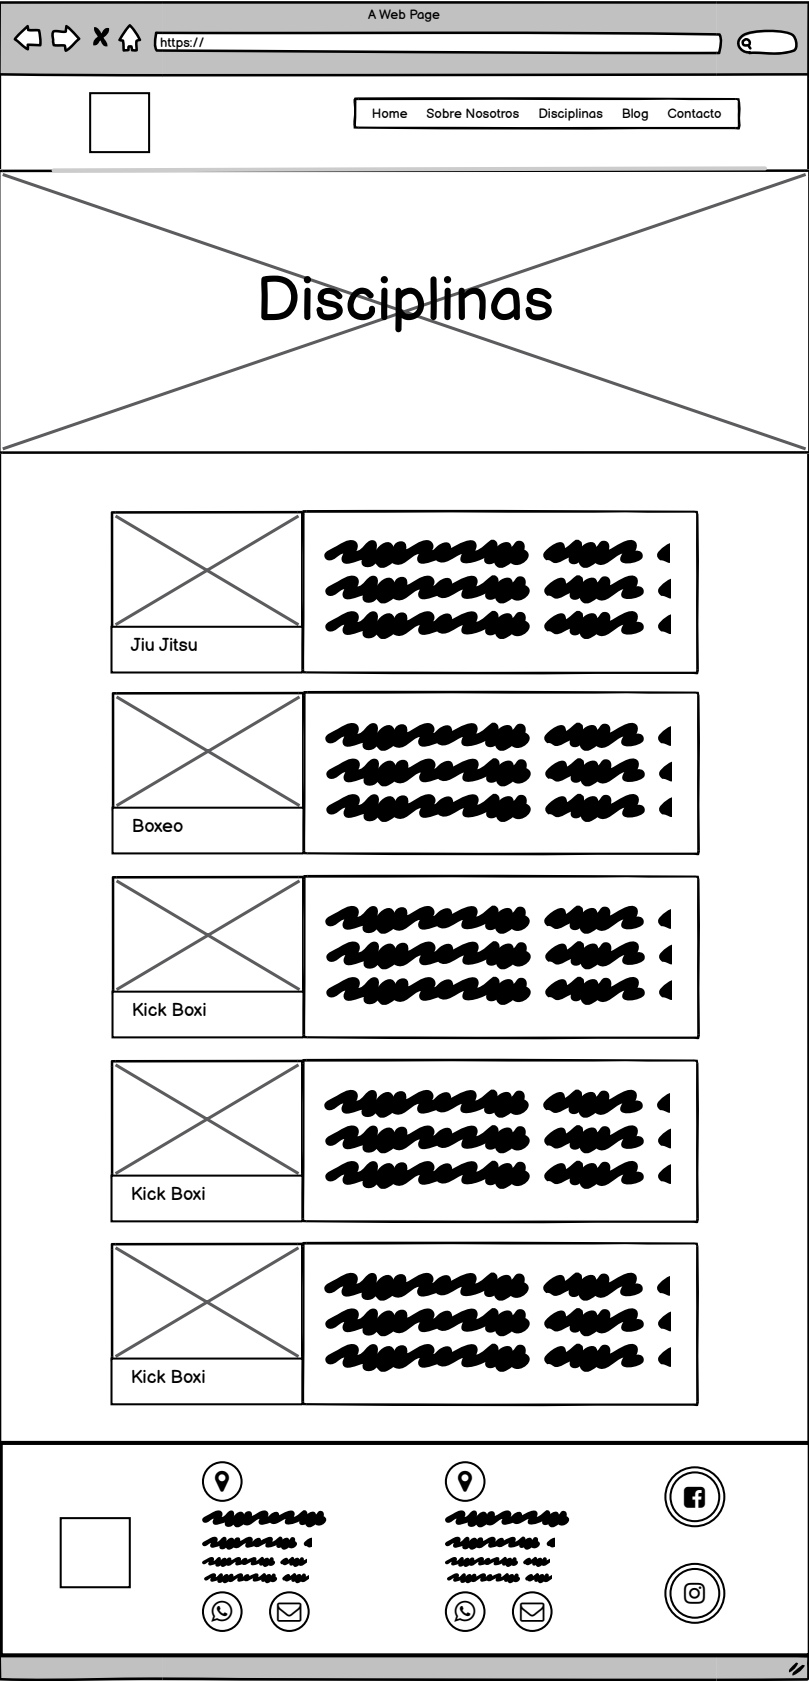 A Web Page
https://
Home Sobre Nosotros Disciplinas Blog Contacto
Disciplinas
Jiu Jitsu
Boxeo
Kick Boxi
Kick Boxi
Kick Boxi